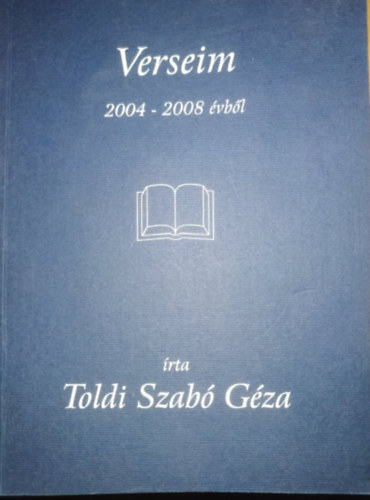 Verseim
2004 - 2008 évből
írta
Toldi Szabó Géza